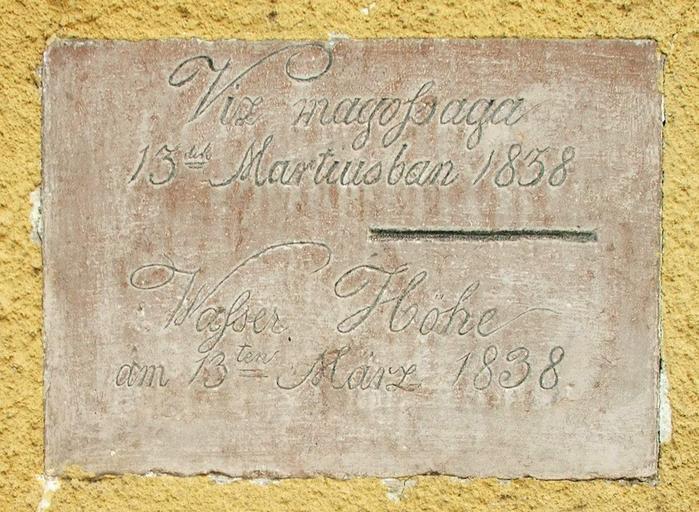 Viz magoſsaga
13dik Martiusban 1838
Waſser Höhe
am 13ten März 1838